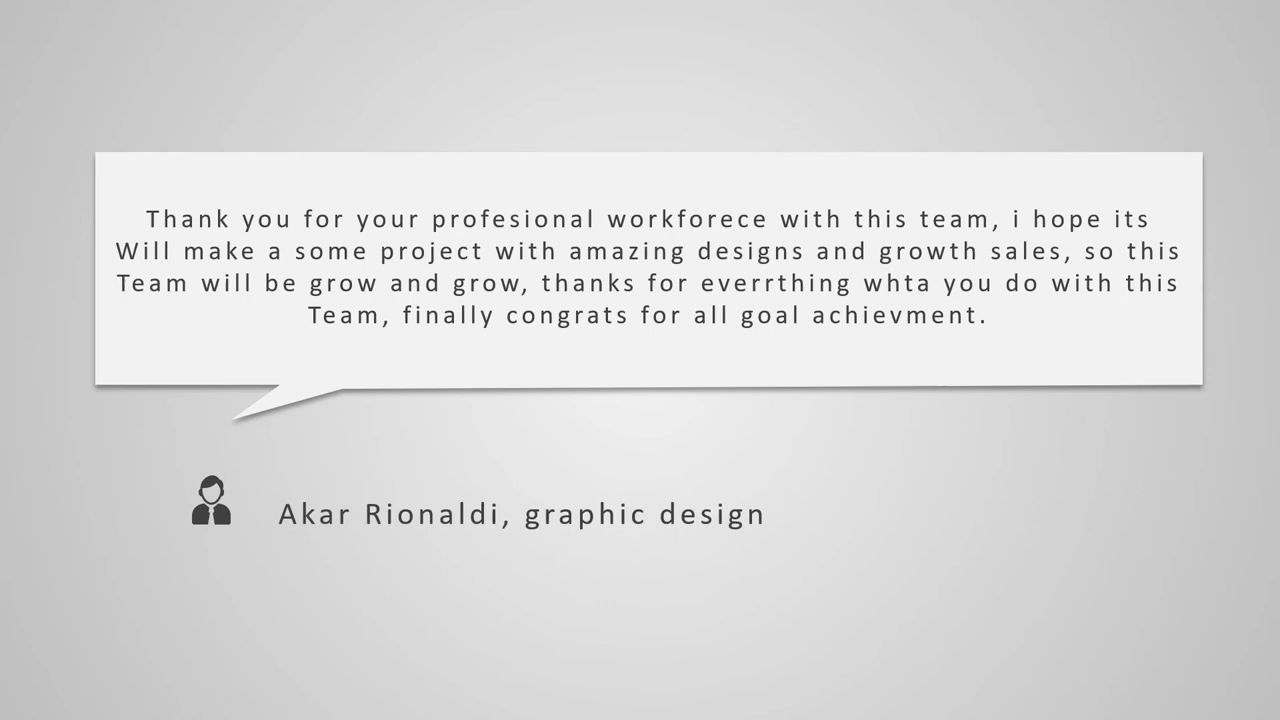 Thank you for your profesional workforece with this team, i hope its
Will make a some project with amazing designs and growth sales, so this
Team will be grow and grow, thanks for everrthing whta you do with this
Team, finally congrats for all goal achievment.
Akar Rionaldi, graphic design